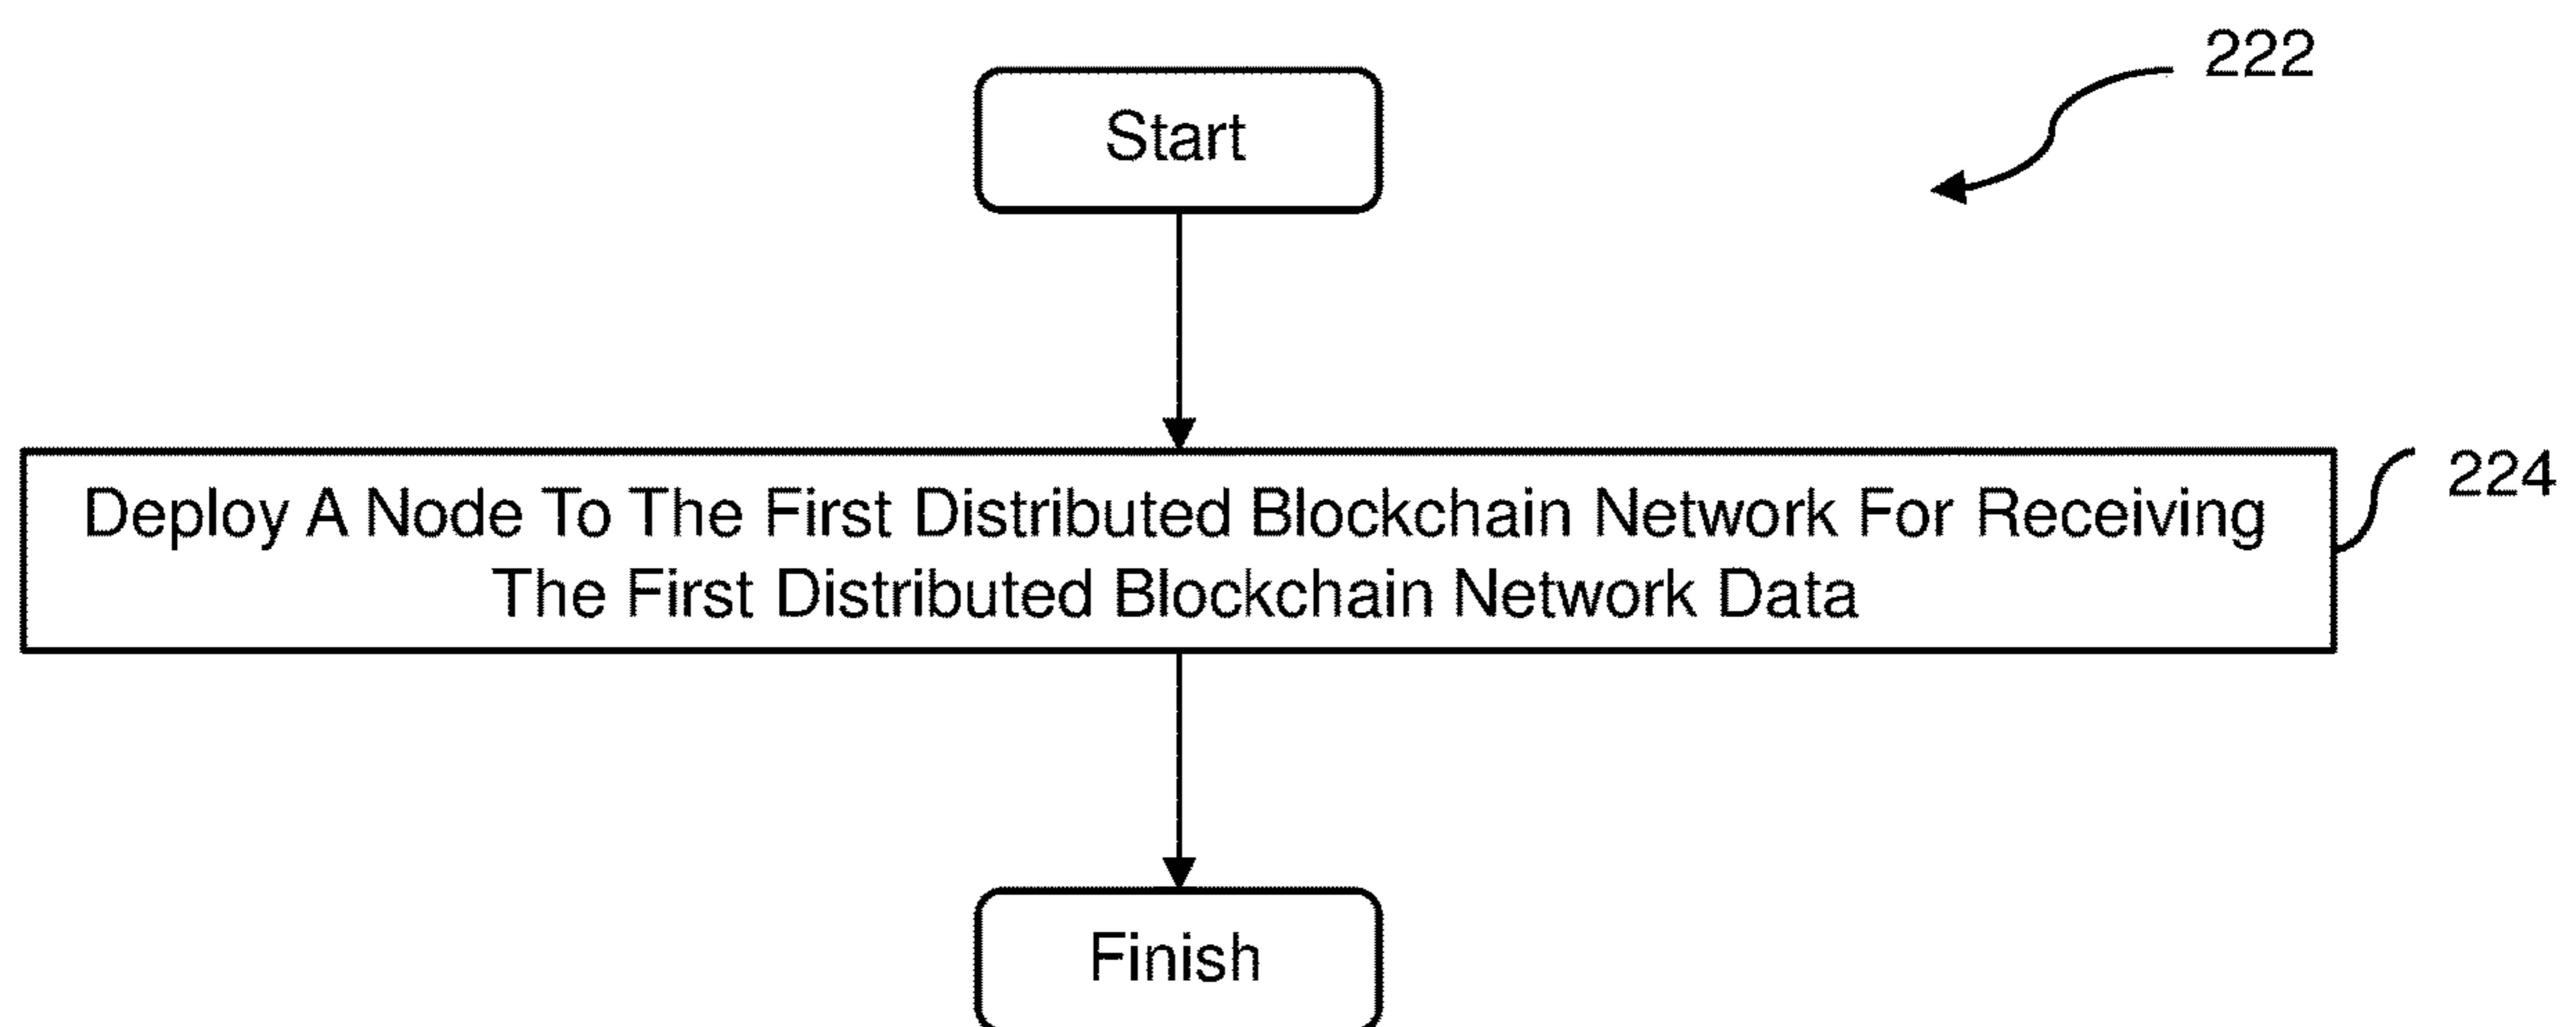 222
Start
Deploy A Node To The First Distributed Blockchain Network For Receiving
The First Distributed Blockchain Network Data
224
Finish